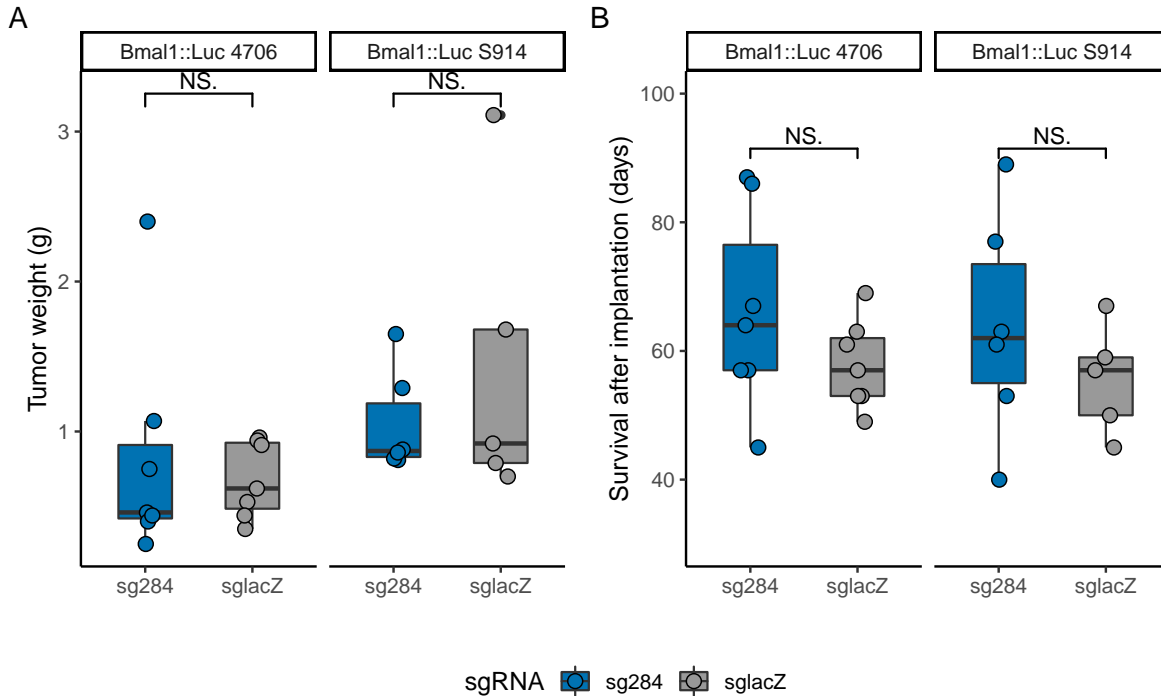 A
Bmal1::Luc 4706
Bmal1::Luc S914
NS.
NS.
Tumor weight (g)
3
2
1
sg284
sglacZ
sg284
sglacZ
B
Bmal1::Luc 4706
Bmal1::Luc S914
NS.
NS.
Survival after implantation (days)
100
80
60
40
sg284
sglacZ
sg284
sglacZ
sgRNA sg284 sglacZ